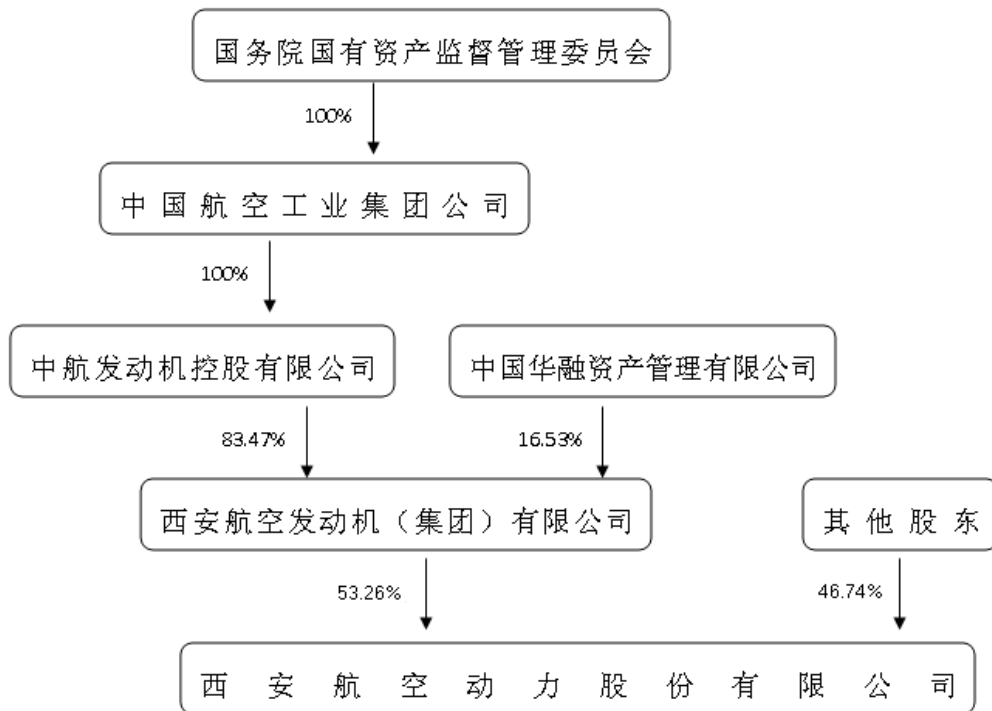 国务院国有资产监督管理委员会
100%
中国航空工业集团公司
100%
中航发动机控股有限公司
中国华融资产管理有限公司
83.47%
16.53%
西安航空发动机（集团）有限公司
其他股东
53.26%
46.74%
西安航空动力股份有限公司